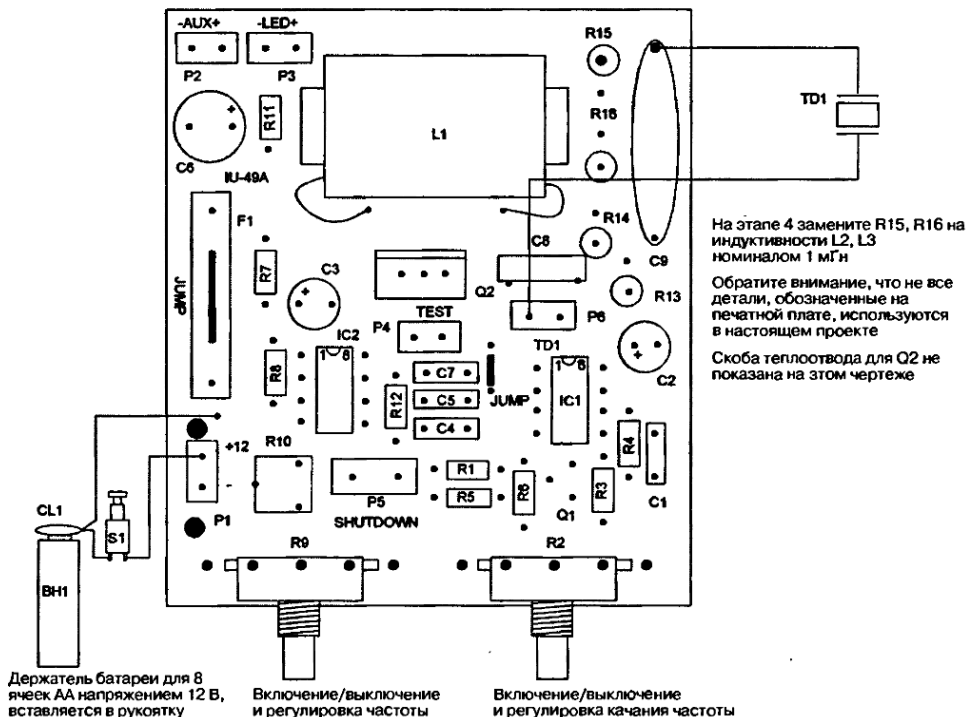 -AUX+ -LED+
P2 P3
R15
TD1
R11
L1
R16
C6
IU-49A
F1
R14
C8
C9
На этапе 4 замените R15, R16 на
индуктивности L2, L3
номиналом 1 мГн
Обратите внимание, что не все
детали, обозначенные на
печатной плате, используются
в настоящем проекте
Скоба теплоотвода для Q2 не
показана на этом чертеже
JUMP
R7
C3
Q2
R13
TEST
P4
P6
IC2
TD1
C2
1 8
1 8
R8
C7
R12
C5
JUMP
IC1
C4
+12
R10
R4
R1
R5
R6
R3
C1
P5
SHUTDOWN
Q1
CL1
S1
P1
R9
R2
BH1
Держатель батареи для 8
ячеек АА напряжением 12 В,
вставляется в рукоятку
Включение/выключение
и регулировка частоты
Включение/выключение
и регулировка качания частоты